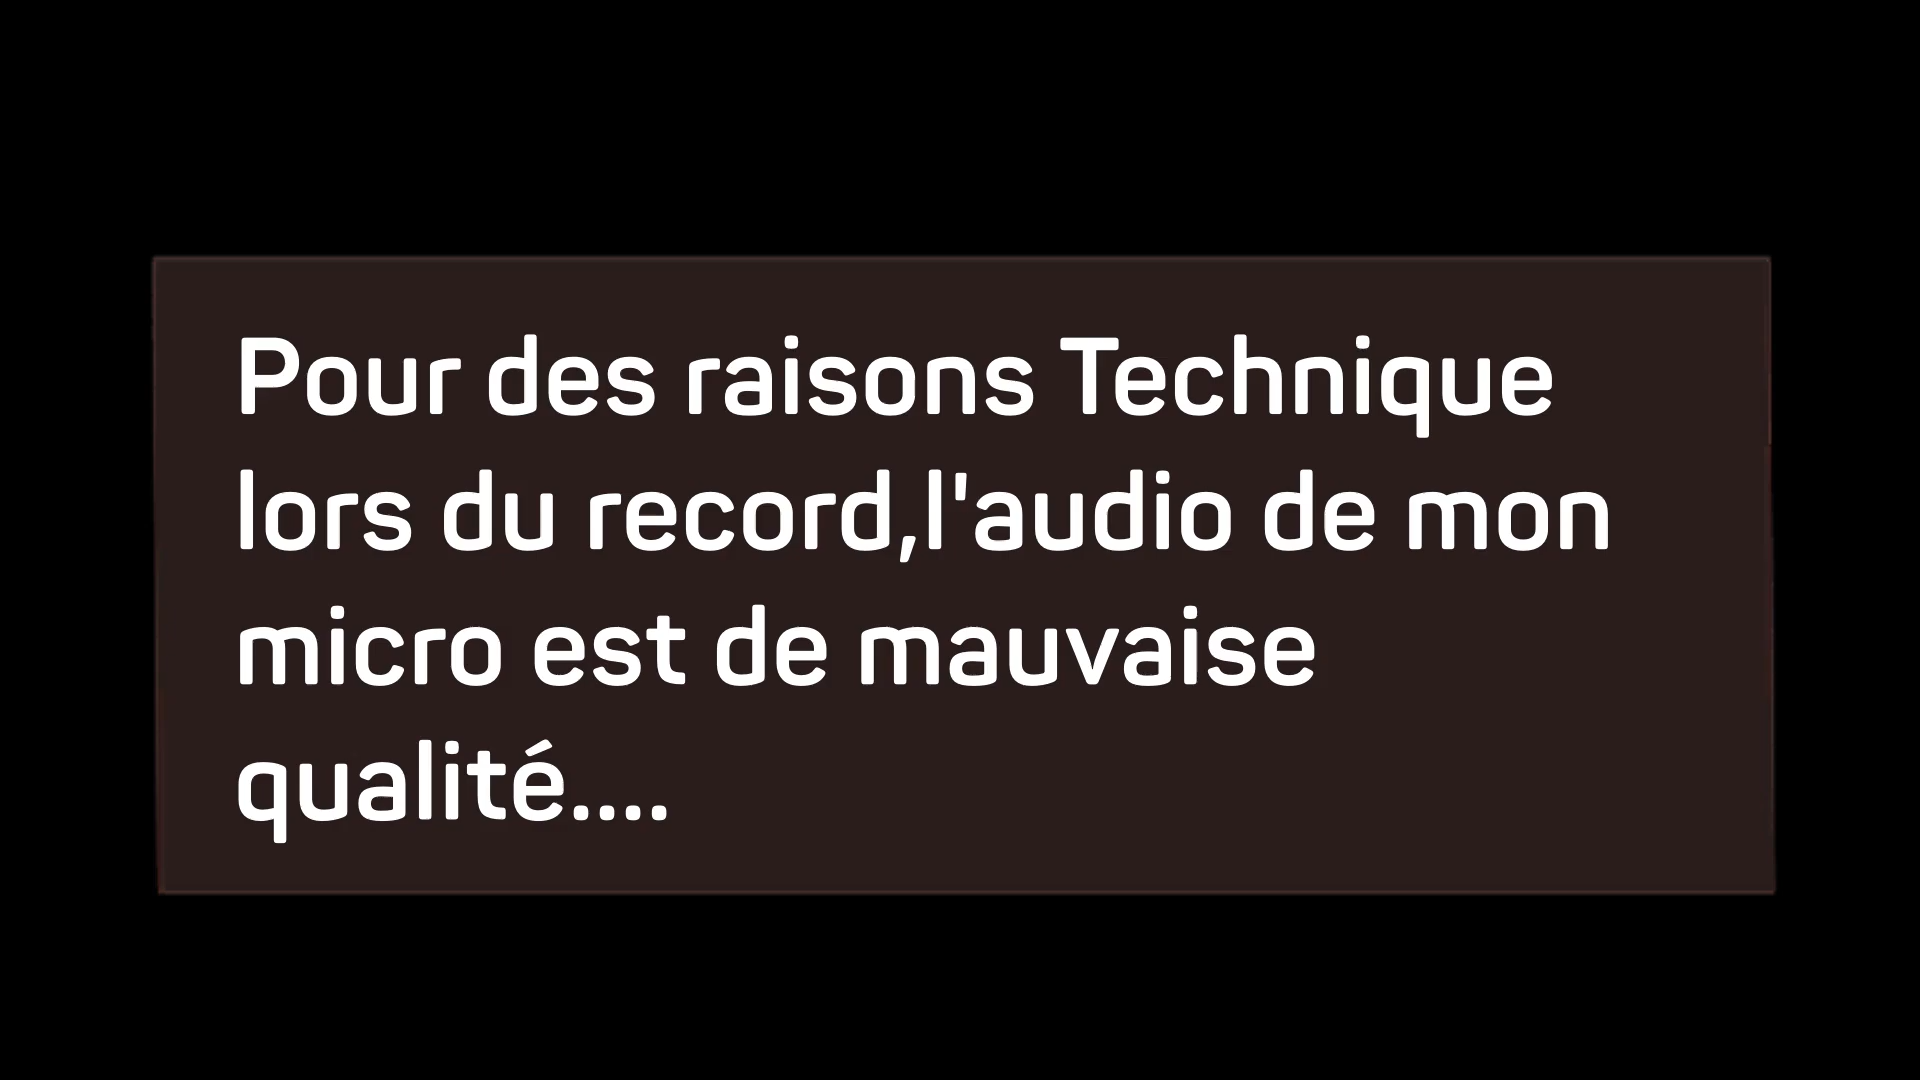 Pour des raisons Technique
lors du record,l'audio de mon
micro est de mauvaise
qualité....